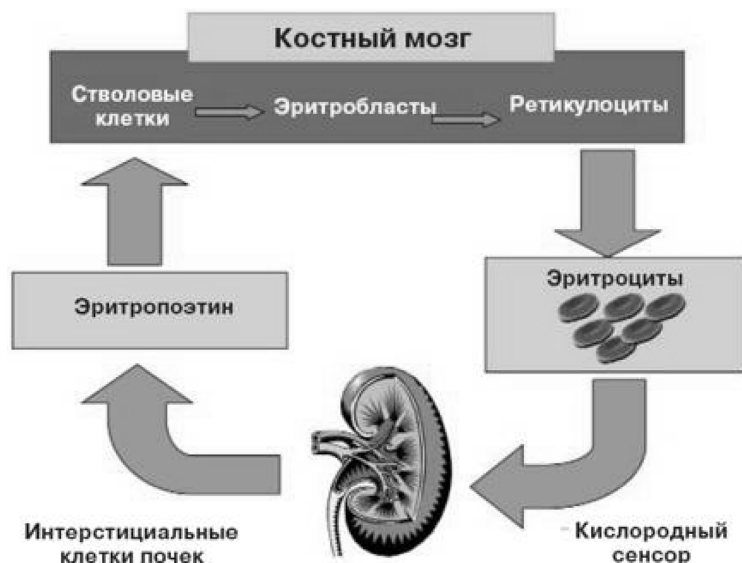 Костный мозг
Стволовые
клетки
Эритробласты
Ретикулоциты
Эритропоэтин
Эритроциты
Интерстициальные
клетки почек
Кислородный
сенсор